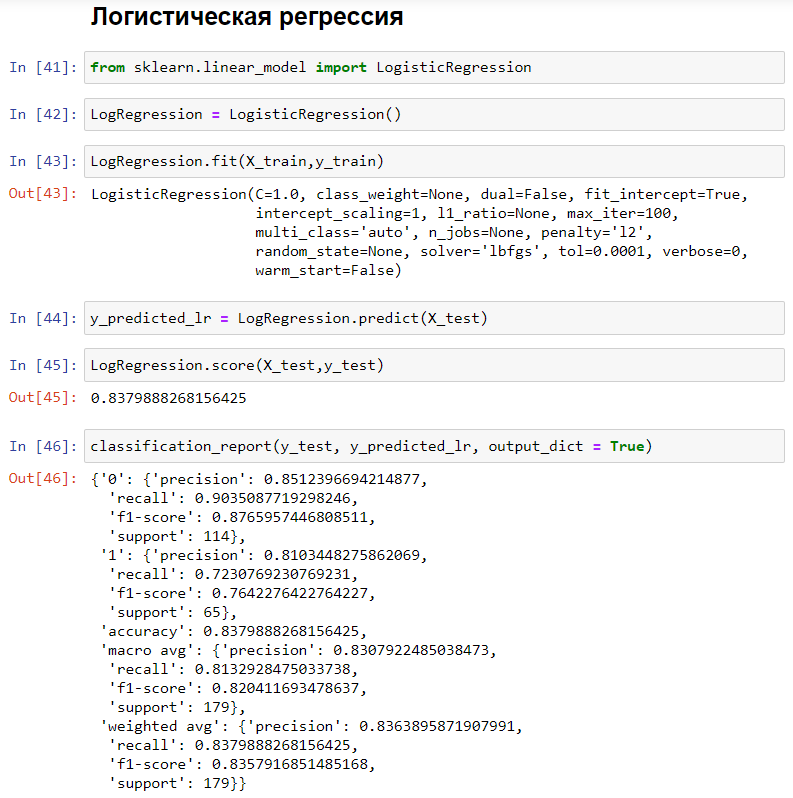 Логистическая регрессия
In [41]: from sklearn.linear_model import LogisticRegression
In [42]: LogRegression = LogisticRegression()
In [43]: LogRegression.fit(X_train,y_train)
Out[43]: LogisticRegression(C=1.0, class_weight=None, dual=False, fit_intercept=True,
intercept_scaling=1, l1_ratio=None, max_iter=100,
multi_class='auto', n_jobs=None, penalty='l2',
random_state=None, solver='lbfgs', tol=0.0001, verbose=0,
warm_start=False)
In [44]: y_predicted_lr = LogRegression.predict(X_test)
In [45]: LogRegression.score(X_test,y_test)
Out[45]: 0.8379888268156425
In [46]: classification_report(y_test, y_predicted_lr, output_dict = True)
Out[46]: {'0': {'precision': 0.8512396694214877,
'recall': 0.9035087719298246,
'f1-score': 0.8765957446808511,
'support': 114},
'1': {'precision': 0.8103448275862069,
'recall': 0.7230769230769231,
'f1-score': 0.7642276422764227,
'support': 65},
'accuracy': 0.8379888268156425,
'macro avg': {'precision': 0.8307922485038473,
'recall': 0.8132928475033738,
'f1-score': 0.820411693478637,
'support': 179},
'weighted avg': {'precision': 0.8363895871907991,
'recall': 0.8379888268156425,
'f1-score': 0.8357916851485168,
'support': 179}}